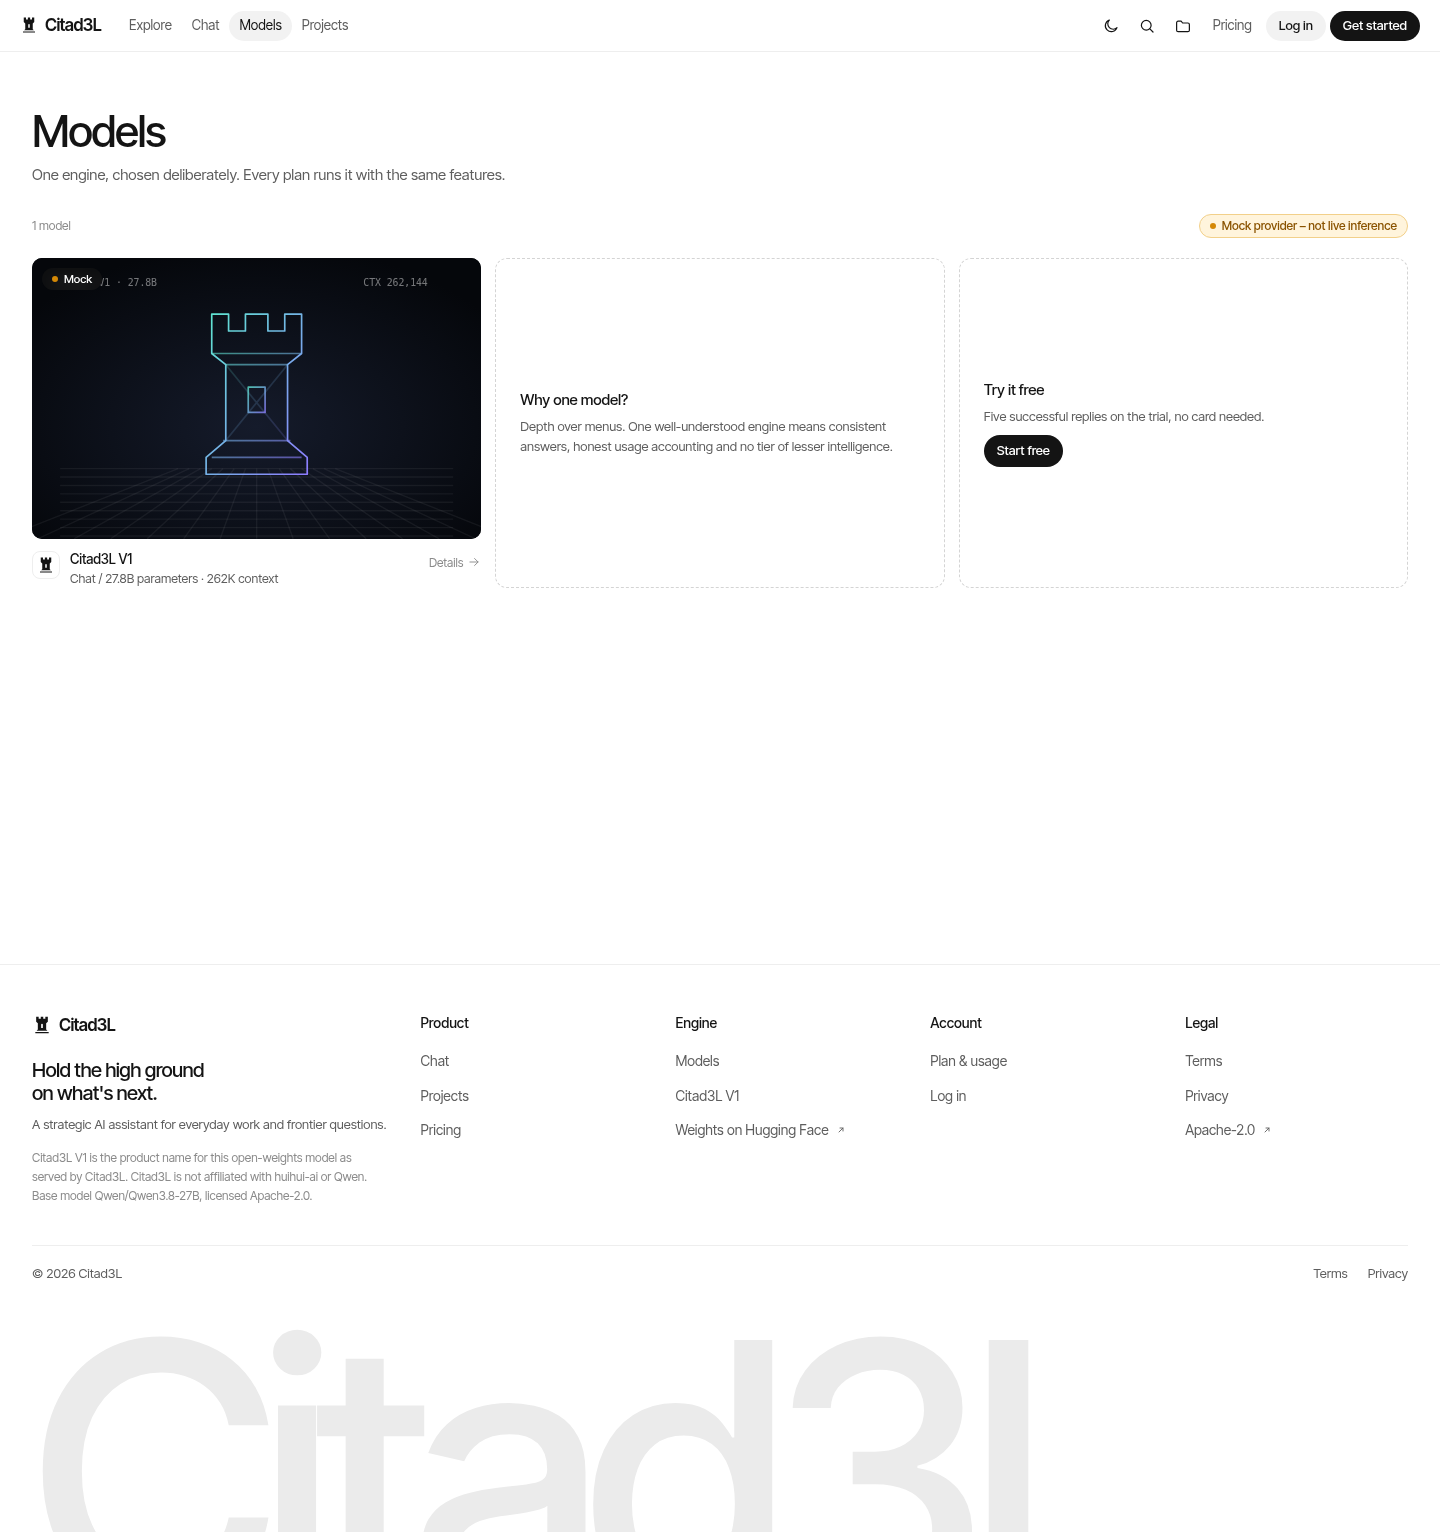 Citad3L
Explore
Chat
Models
Projects
Pricing
Log in
Get started
Models
One engine, chosen deliberately. Every plan runs it with the same features.
1 model
Mock provider – not live inference
Mock
V1 · 27.8B
CTX 262,144
Citad3L V1
Chat / 27.8B parameters · 262K context
Details
Why one model?
Depth over menus. One well-understood engine means consistent
answers, honest usage accounting and no tier of lesser intelligence.
Try it free
Five successful replies on the trial, no card needed.
Start free
Citad3L
Hold the high ground
on what's next.
A strategic AI assistant for everyday work and frontier questions.
Citad3L V1 is the product name for this open-weights model as
served by Citad3L. Citad3L is not affiliated with huihui-ai or Qwen.
Base model Qwen/Qwen3.8-27B, licensed Apache-2.0.
Product
Chat
Projects
Pricing
Engine
Models
Citad3L V1
Weights on Hugging Face
Account
Plan & usage
Log in
Legal
Terms
Privacy
Apache-2.0
© 2026 Citad3L
Terms
Privacy
Citad3L